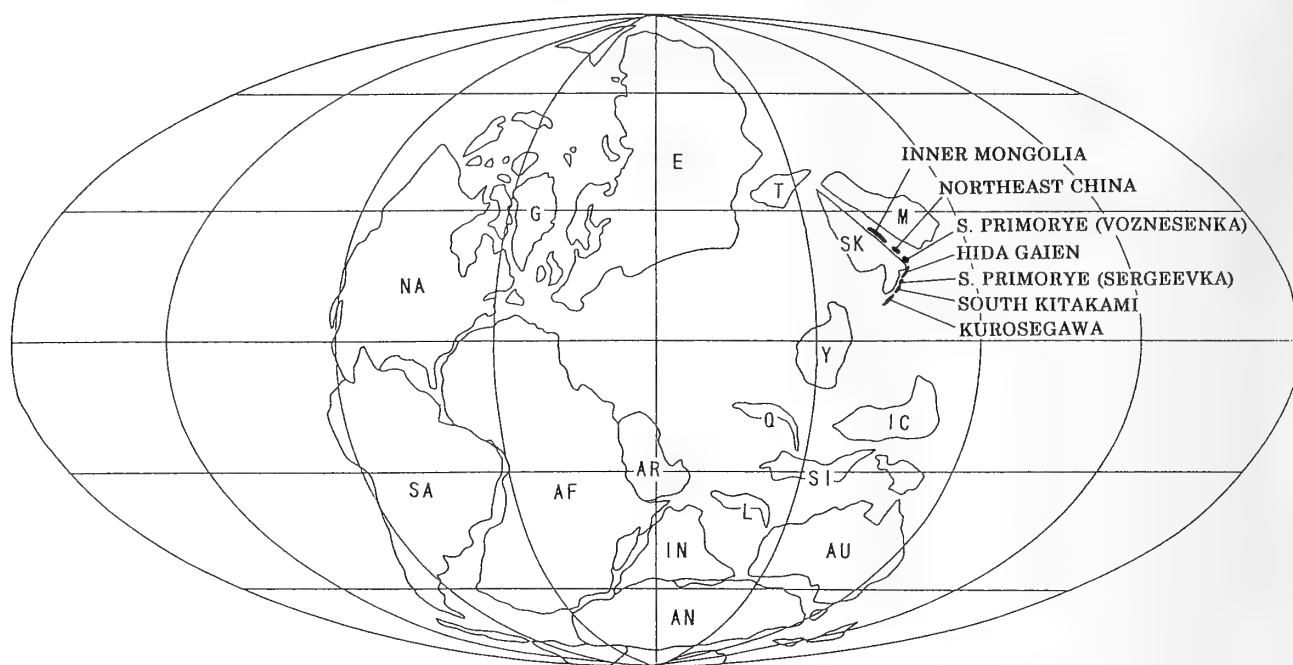 INNER MONGOLIA
E
NORTHEAST CHINA
T
G
M
S. PRIMORYE (VOZNESENKA)
SK
HIDA GAIEN
S. PRIMORYE (SERGEEVKA)
NA
SOUTH KITAKAMI
KUROSEGAWA
Y
Q
IC
AR
SI
SA
AF
L
IN
AU
AN